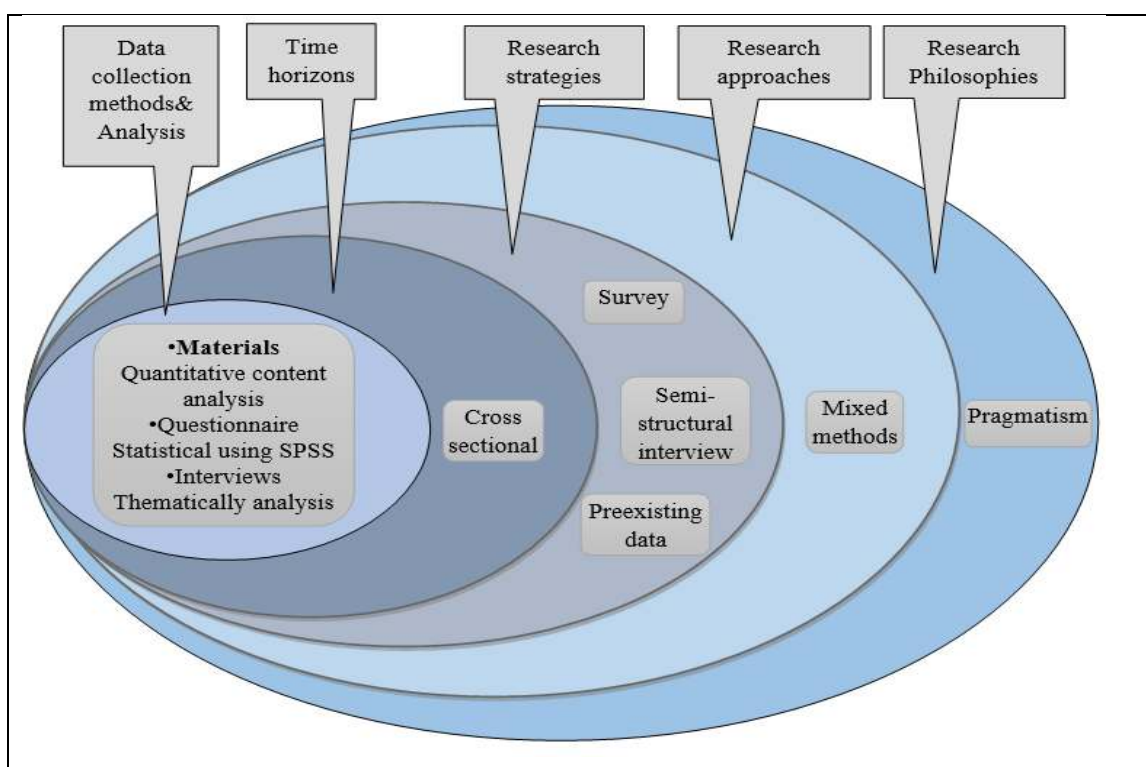 Data
collection
methods&
Analysis
Time
horizons
Research
strategies
Research
approaches
Research
Philosophies
•Materials
Quantitative content
analysis
•Questionnaire
Statistical using SPSS
•Interviews
Thematically analysis
Cross
sectional
Survey
Semi-
structural
interview
Preexisting
data
Mixed
methods
Pragmatism